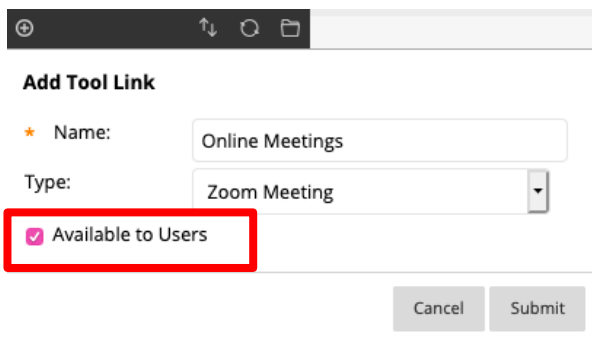 Add Tool Link
* Name:
Online Meetings
Type:
Zoom Meeting
Available to Users
Cancel
Submit